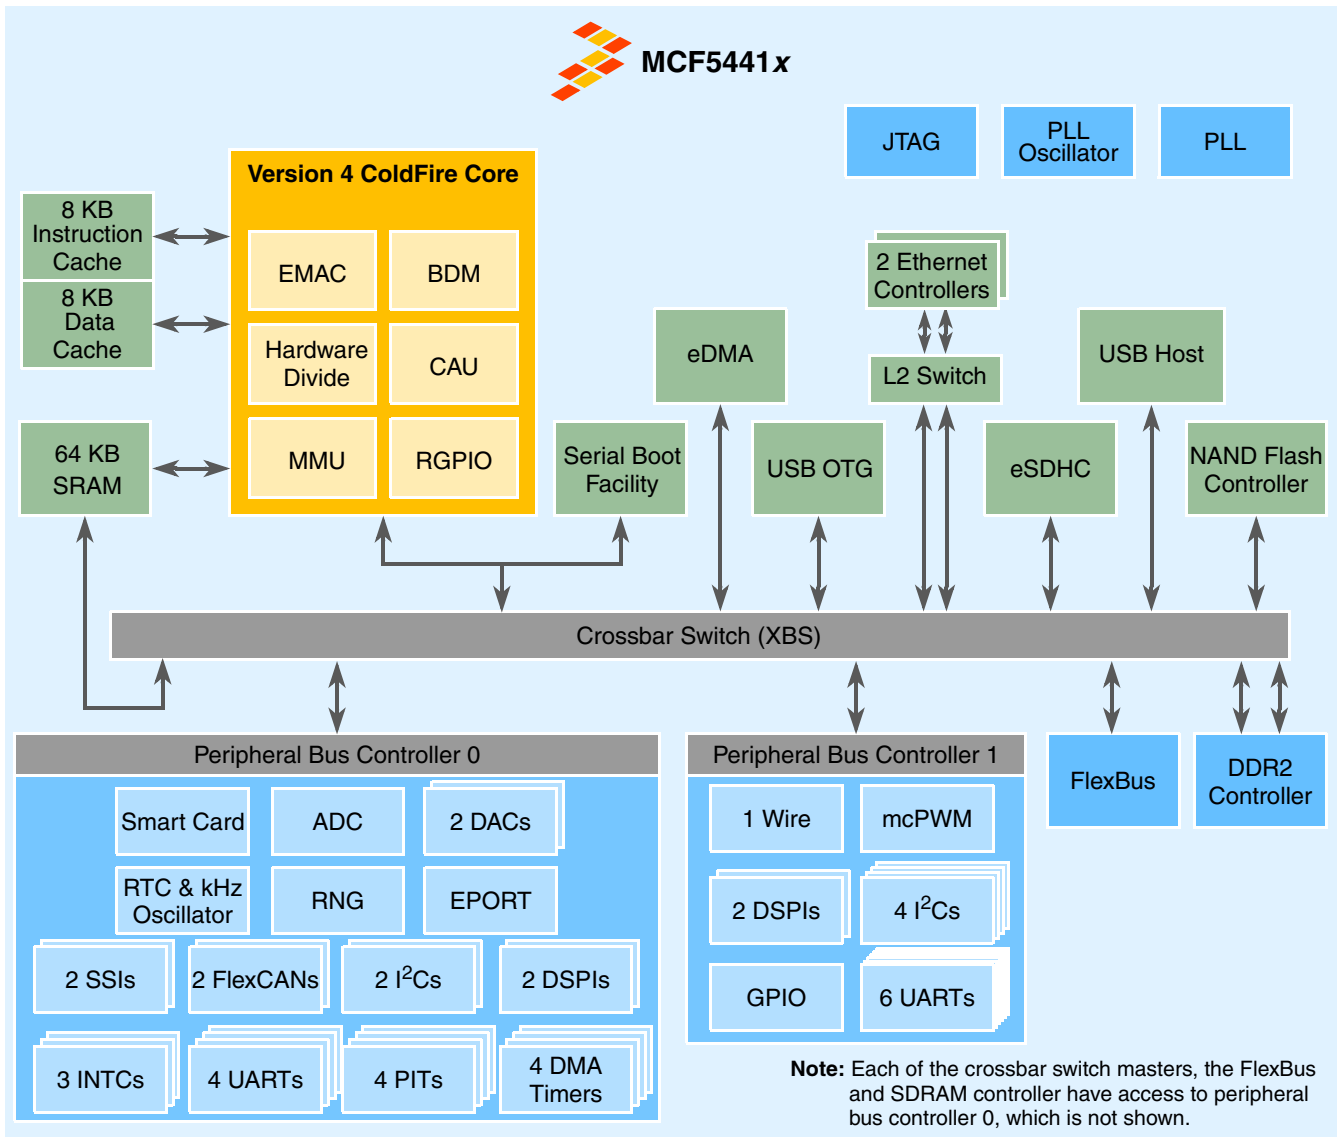 MCF5441x
JTAG
PLL
Oscillator
PLL
Version 4 ColdFire Core
8 KB
Instruction
Cache
8 KB
Data
Cache
64 KB
SRAM
EMAC
BDM
Hardware
Divide
CAU
MMU
RGPIO
Serial Boot
Facility
eDMA
USB OTG
2 Ethernet
Controllers
L2 Switch
eSDHC
USB Host
NAND Flash
Controller
Crossbar Switch (XBS)
Peripheral Bus Controller 0
Smart Card
ADC
2 DACs
RTC & kHz
Oscillator
RNG
EPORT
2 SSIs
2 FlexCANs
2 I²Cs
2 DSPIs
3 INTCs
4 UARTs
4 PITs
4 DMA
Timers
Peripheral Bus Controller 1
1 Wire
mcPWM
2 DSPIs
4 I²Cs
GPIO
6 UARTs
FlexBus
DDR2
Controller
Note: Each of the crossbar switch masters, the FlexBus
and SDRAM controller have access to peripheral
bus controller 0, which is not shown.